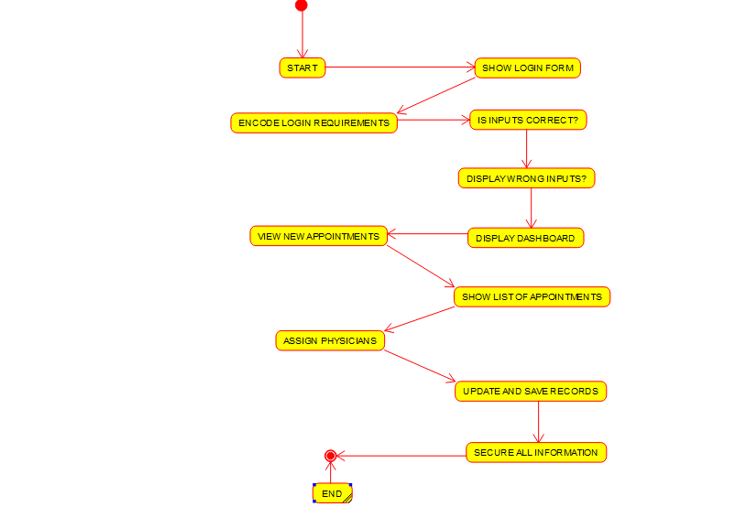 START
SHOW LOGIN FORM
ENCODE LOGIN REQUIREMENTS
IS INPUTS CORRECT?
DISPLAY WRONG INPUTS?
VIEW NEW APPOINTMENTS
DISPLAY DASHBOARD
SHOW LIST OF APPOINTMENTS
ASSIGN PHYSICIANS
UPDATE AND SAVE RECORDS
SECURE ALL INFORMATION
END